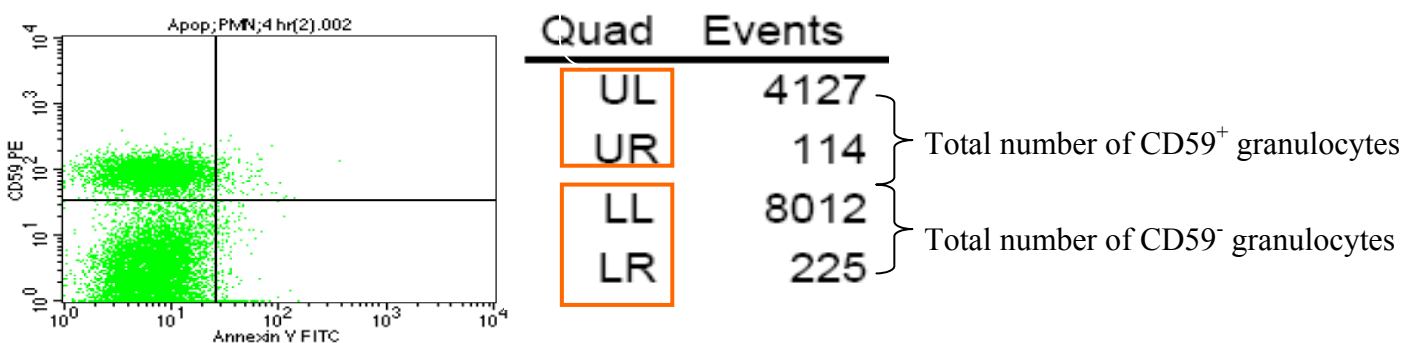 Apop;PMN;4 hr(2).002
CD59 PE
10^4
10^3
10^2
10^1
10^0
10^0 10^1 10^2 10^3 10^4
Annexin V FITC
Quad Events
UL 4127
UR 114
Total number of CD59^+ granulocytes
LL 8012
LR 225
Total number of CD59^- granulocytes